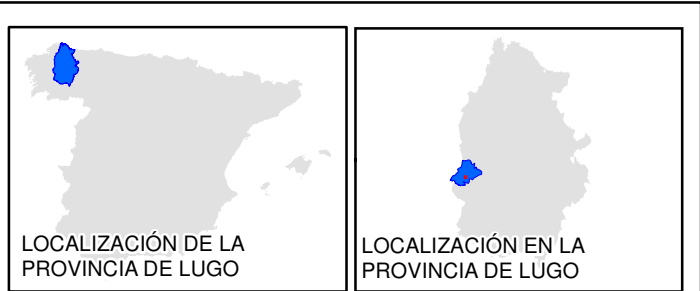 LOCALIZACIÓN DE LA
PROVINCIA DE LUGO
LOCALIZACIÓN EN LA
PROVINCIA DE LUGO